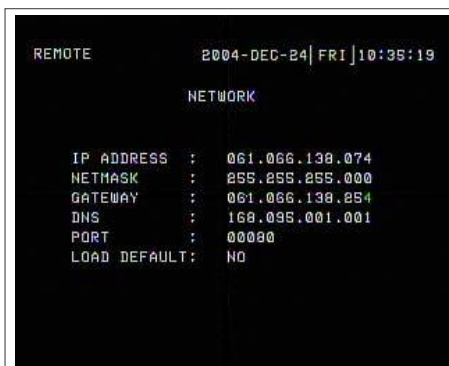 REMOTE 2004-DEC-24 FRI 10:35:19
NETWORK
IP ADDRESS : 061.066.138.074
NETMASK : 255.255.255.000
GATEWAY : 061.066.138.254
DNS : 168.095.001.001
PORT : 00080
LOAD DEFAULT: NO